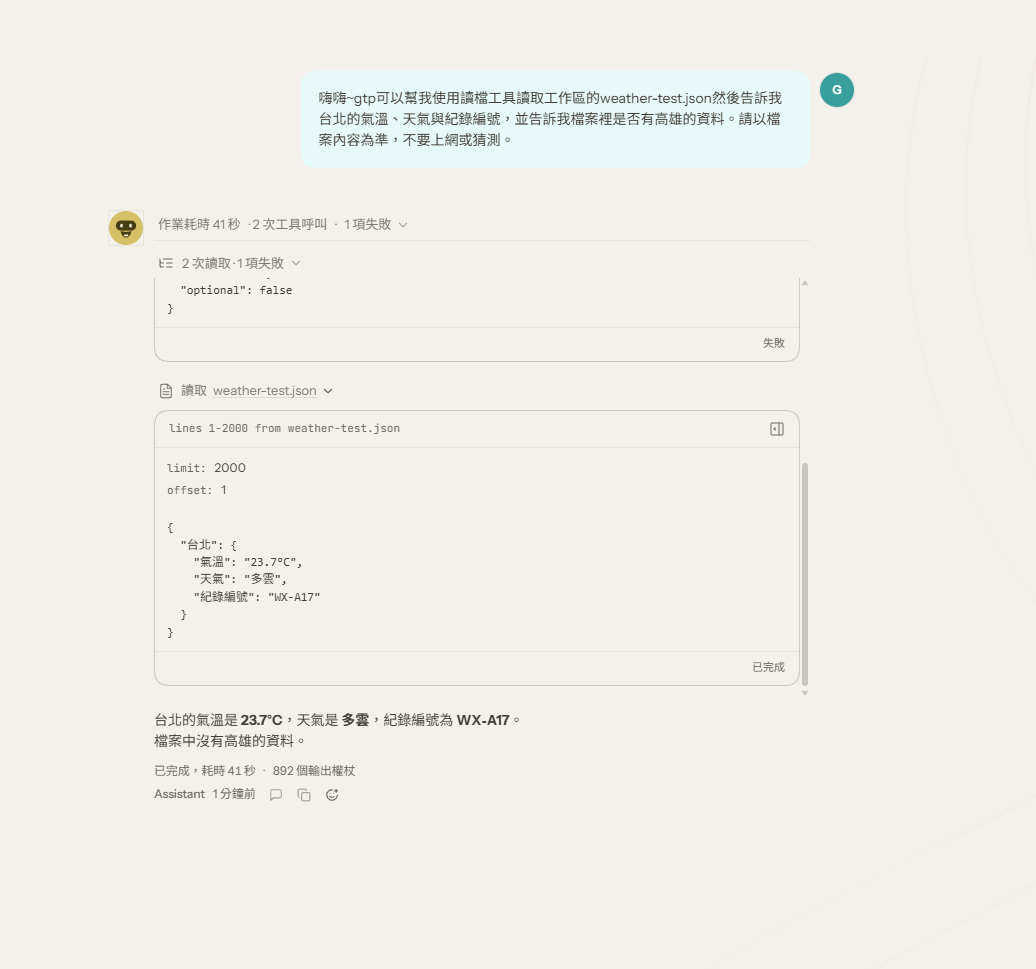 嗨嗨~gtp可以幫我使用讀檔工具讀取工作區的weather-test.json然後告訴我
台北的氣溫、天氣與紀錄編號，並告訴我檔案裡是否有高雄的資料。請以檔
案內容為準，不要上網或猜測。
G
作業耗時 41 秒 · 2 次工具呼叫 · 1 項失敗
2 次讀取 · 1 項失敗
"optional": false
}
失敗
讀取 weather-test.json
lines 1-2000 from weather-test.json
limit: 2000
offset: 1
{
"台北": {
"氣溫": "23.7°C",
"天氣": "多雲",
"紀錄編號": "WX-A17"
}
}
已完成
台北的氣溫是 23.7°C，天氣是 多雲，紀錄編號為 WX-A17。
檔案中沒有高雄的資料。
已完成，耗時 41 秒 · 892 個輸出權杖
Assistant 1 分鐘前